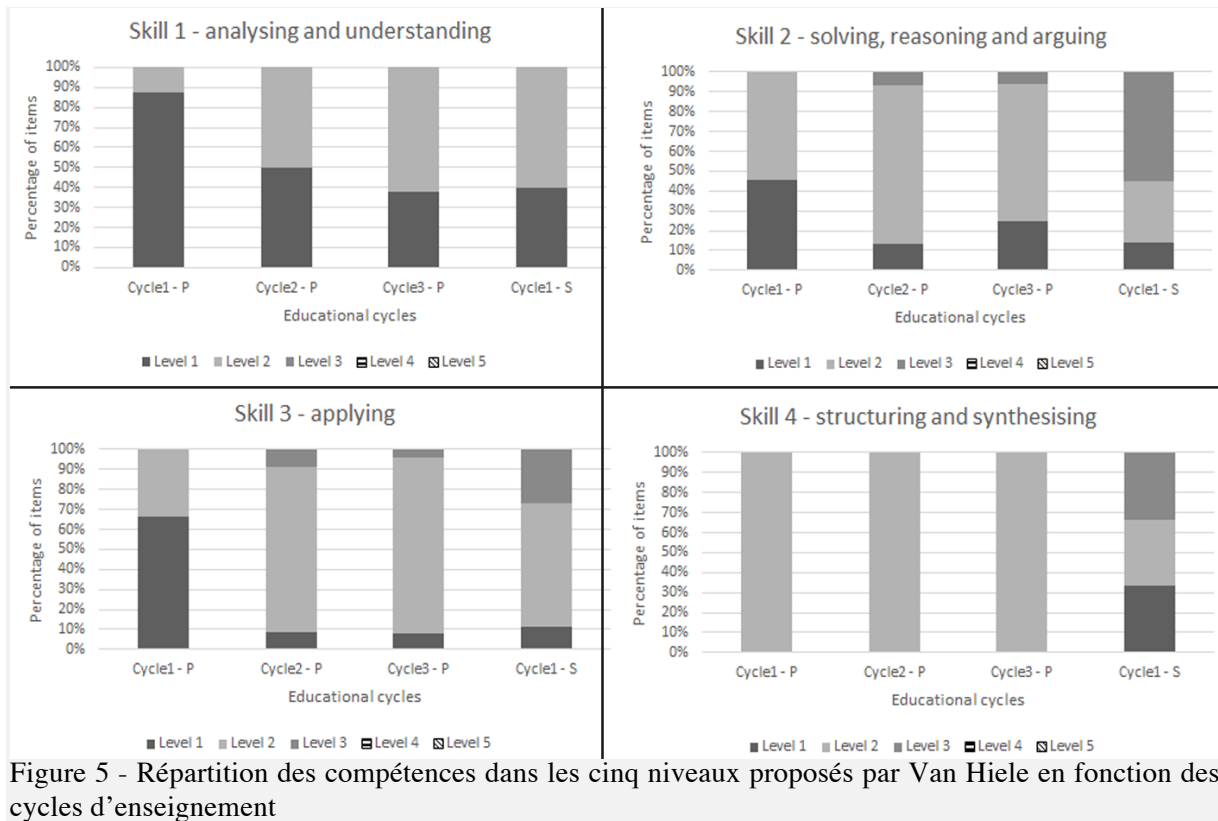 Skill 1 - analysing and understanding
100%
90%
80%
70%
60%
50%
40%
30%
20%
10%
0%
Percentage of items
Cycle1 - P Cycle2 - P Cycle3 - P Cycle1 - S
Educational cycles
Level 1 Level 2 Level 3 Level 4 Level 5
Skill 2 - solving, reasoning and arguing
100%
90%
80%
70%
60%
50%
40%
30%
20%
10%
0%
Percentage of items
Cycle1 - P Cycle2 - P Cycle3 - P Cycle1 - S
Educational cycles
Level 1 Level 2 Level 3 Level 4 Level 5
Skill 3 - applying
100%
90%
80%
70%
60%
50%
40%
30%
20%
10%
0%
Percentage of items
Cycle1 - P Cycle2 - P Cycle3 - P Cycle1 - S
Educational cycles
Level 1 Level 2 Level 3 Level 4 Level 5
Skill 4 - structuring and synthesising
100%
90%
80%
70%
60%
50%
40%
30%
20%
10%
0%
Percentage of items
Cycle1 - P Cycle2 - P Cycle3 - P Cycle1 - S
Educational cycles
Level 1 Level 2 Level 3 Level 4 Level 5
Figure 5 - Répartition des compétences dans les cinq niveaux proposés par Van Hiele en fonction des
cycles d’enseignement